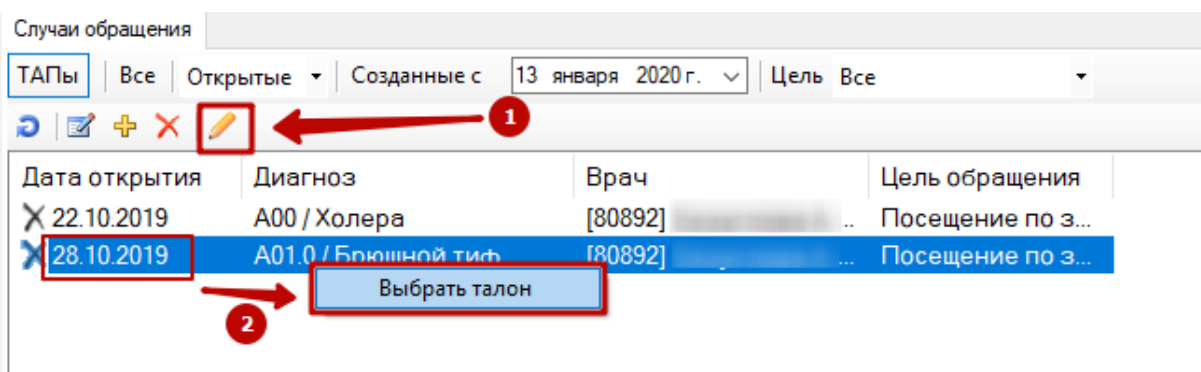 Случаи обращения
ТАПы Все Открытые Созданные с 13 января 2020 г. Цель Все
1
Дата открытия Диагноз Врач Цель обращения
22.10.2019 A00 / Холера [80892] ... Посещение по з...
28.10.2019 A01.0 / Брюшной тиф [80892] ... Посещение по з...
Выбрать талон
2